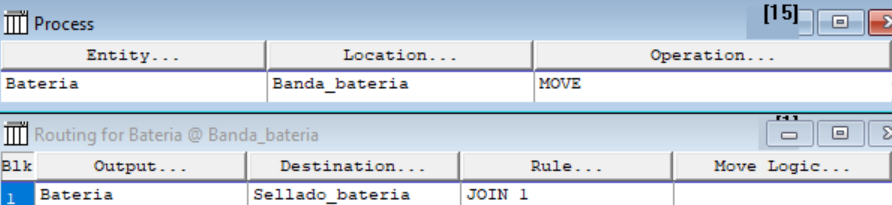 Process
[15]
Entity... Location... Operation...
Bateria Banda_bateria MOVE
Routing for Bateria @ Banda_bateria
[1]
Blk Output... Destination... Rule... Move Logic...
1 Bateria Sellado_bateria JOIN 1